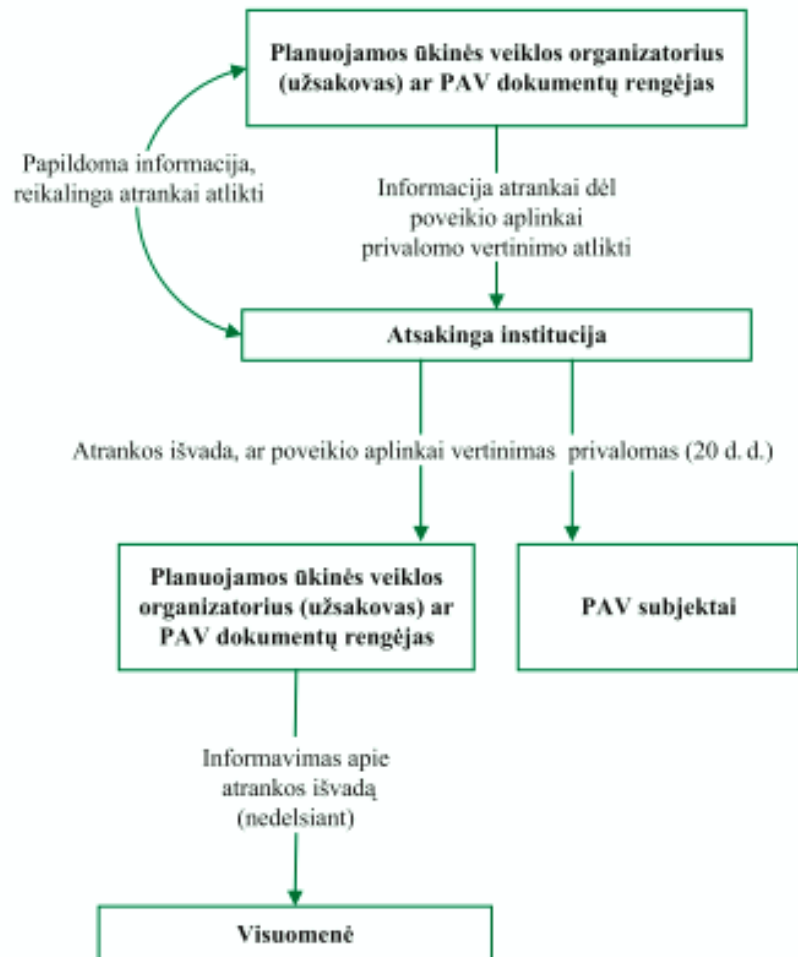 Planuojamos ūkinės veiklos organizatorius
(užsakovas) ar PAV dokumentų rengėjas
Papildoma informacija,
reikalinga atrankai atlikti
Informacija atrankai dėl
poveikio aplinkai
privalomo vertinimo atlikti
Atsakinga institucija
Atrankos išvada, ar poveikio aplinkai vertinimas privalomas (20 d. d.)
Planuojamos ūkinės veiklos
organizatorius (užsakovas) ar
PAV dokumentų rengėjas
PAV subjektai
Informavimas apie
atrankos išvadą
(nedelsiant)
Visuomenė